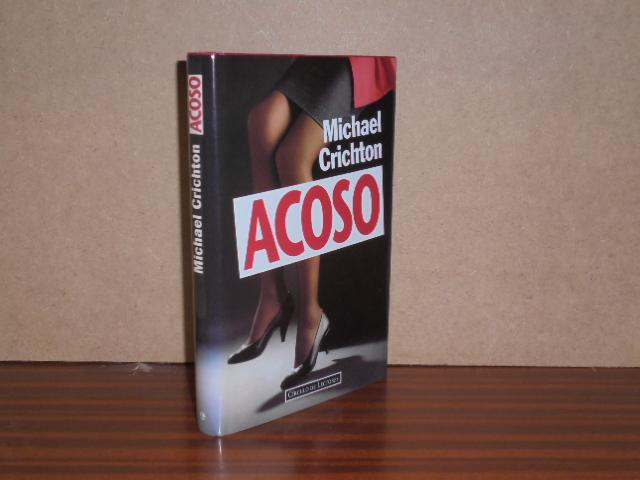 Michael Crichton ACOSO
Michael
Crichton
ACOSO
CÍRCULO DE LECTORES